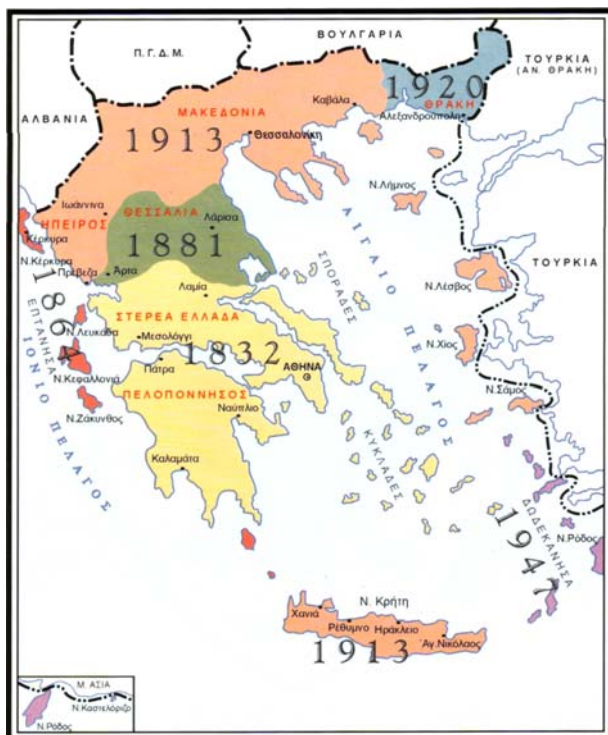 ΒΟΥΛΓΑΡΙΑ
Π.Γ.Δ.Μ.
ΤΟΥΡΚΙΑ
(ΑΝ. ΘΡΑΚΗ)
1920
ΘΡΑΚΗ
Αλεξανδρούπολη
Καβάλα
ΑΛΒΑΝΙΑ
ΜΑΚΕΔΟΝΙΑ
1913
Θεσσαλονίκη
Ιωάννινα
ΗΠΕΙΡΟΣ
ΘΕΣΣΑΛΙΑ
Λάρισα
Ν.Λήμνος
Κέρκυρα
Ν.Κέρκυρα
1881
Πρέβεζα
Άρτα
ΑΙΓΑΙΟ ΠΕΛΑΓΟΣ
ΤΟΥΡΚΙΑ
1864
ΕΠΤΑΝΗΣΑ
ΙΟΝΙΟ ΠΕΛΑΓΟΣ
Λαμία
ΣΠΟΡΑΔΕΣ
Ν.Λέσβος
ΣΤΕΡΕΑ ΕΛΛΑΔΑ
Ν.Λευκάδα
Μεσολόγγι
1832
Ν.Χίος
Ν.Κεφαλλονιά
Πάτρα
ΑΘΗΝΑ
Ν.Σάμος
ΠΕΛΟΠΟΝΝΗΣΟΣ
Ν.Ζάκυνθος
Ναύπλιο
ΚΥΚΛΑΔΕΣ
Καλαμάτα
ΔΩΔΕΚΑΝΗΣΑ
1947
Ν.Ρόδος
Ν. Κρήτη
Χανιά
Ρέθυμνο
Ηράκλειο
Άγ.Νικόλαος
1913
Μ. ΑΣΙΑ
Ν.Καστελόριζο
Ν.Ρόδος